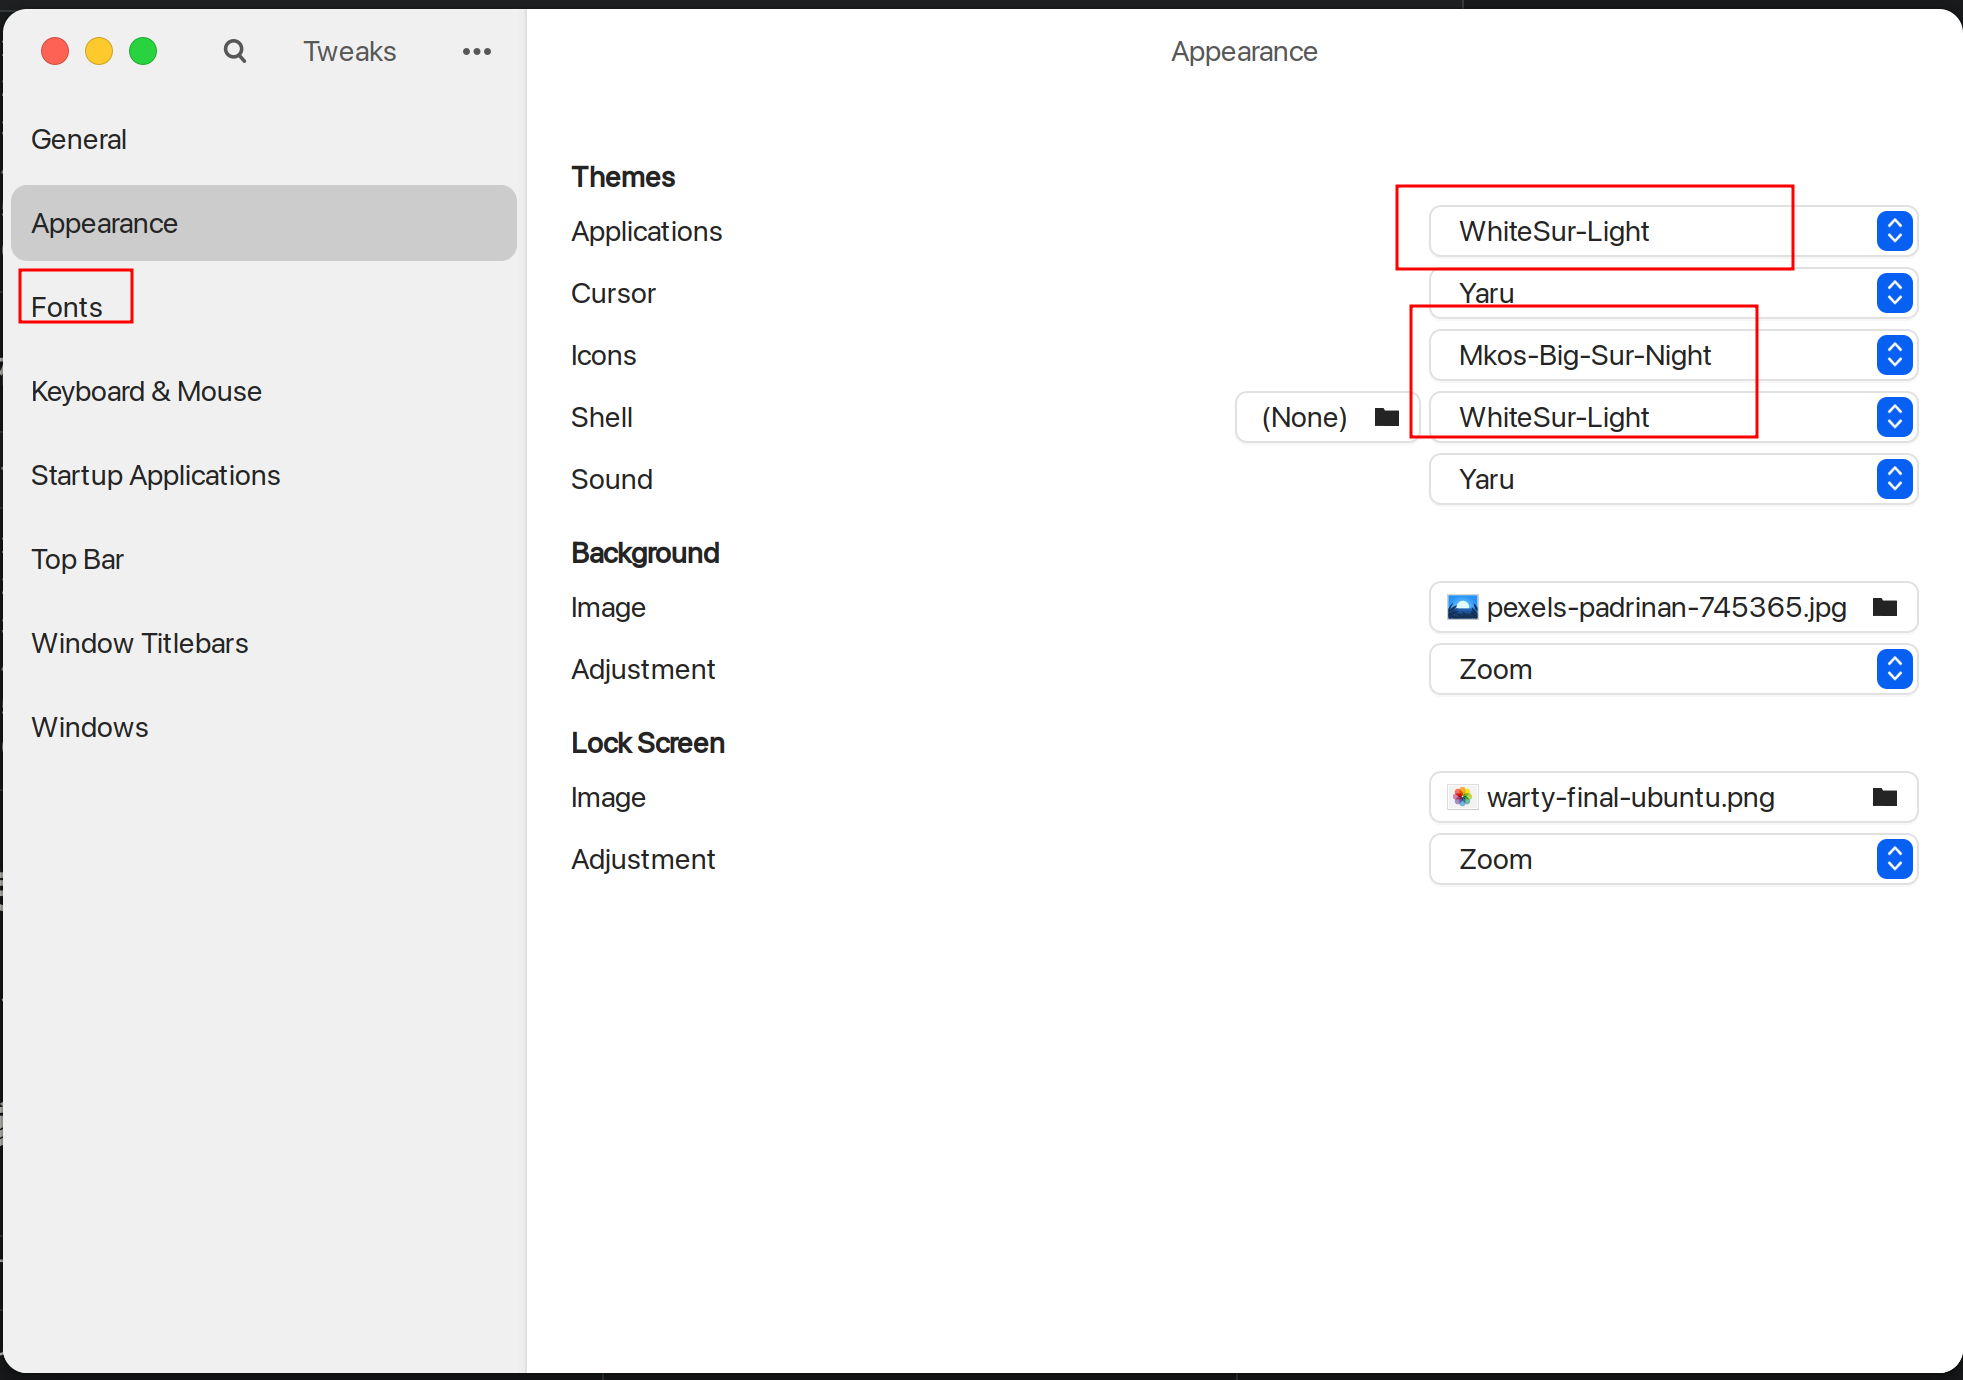 Tweaks
Appearance
General
Appearance
Fonts
Keyboard & Mouse
Startup Applications
Top Bar
Window Titlebars
Windows
Themes
Applications WhiteSur-Light
Cursor Yaru
Icons Mkos-Big-Sur-Night
Shell (None) WhiteSur-Light
Sound Yaru
Background
Image pexels-padrinan-745365.jpg
Adjustment Zoom
Lock Screen
Image warty-final-ubuntu.png
Adjustment Zoom